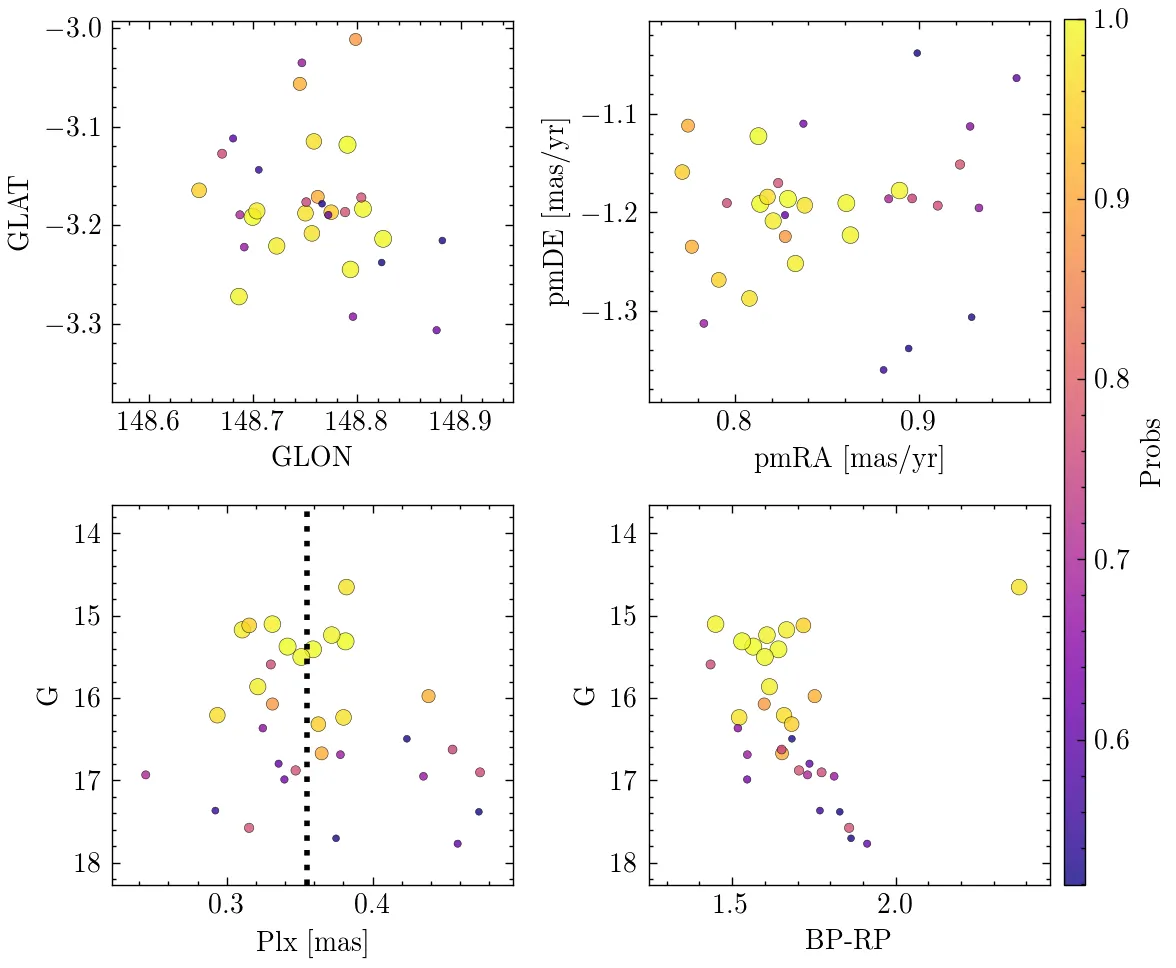 −3.0
−3.1
−3.2
−3.3
GLAT
148.6 148.7 148.8 148.9
GLON
−1.1
−1.2
−1.3
pmDE [mas/yr]
0.8 0.9
pmRA [mas/yr]
1.0
0.9
0.8
0.7
0.6
Probs
14
15
16
17
18
G
0.3 0.4
Plx [mas]
14
15
16
17
18
G
1.5 2.0
BP-RP